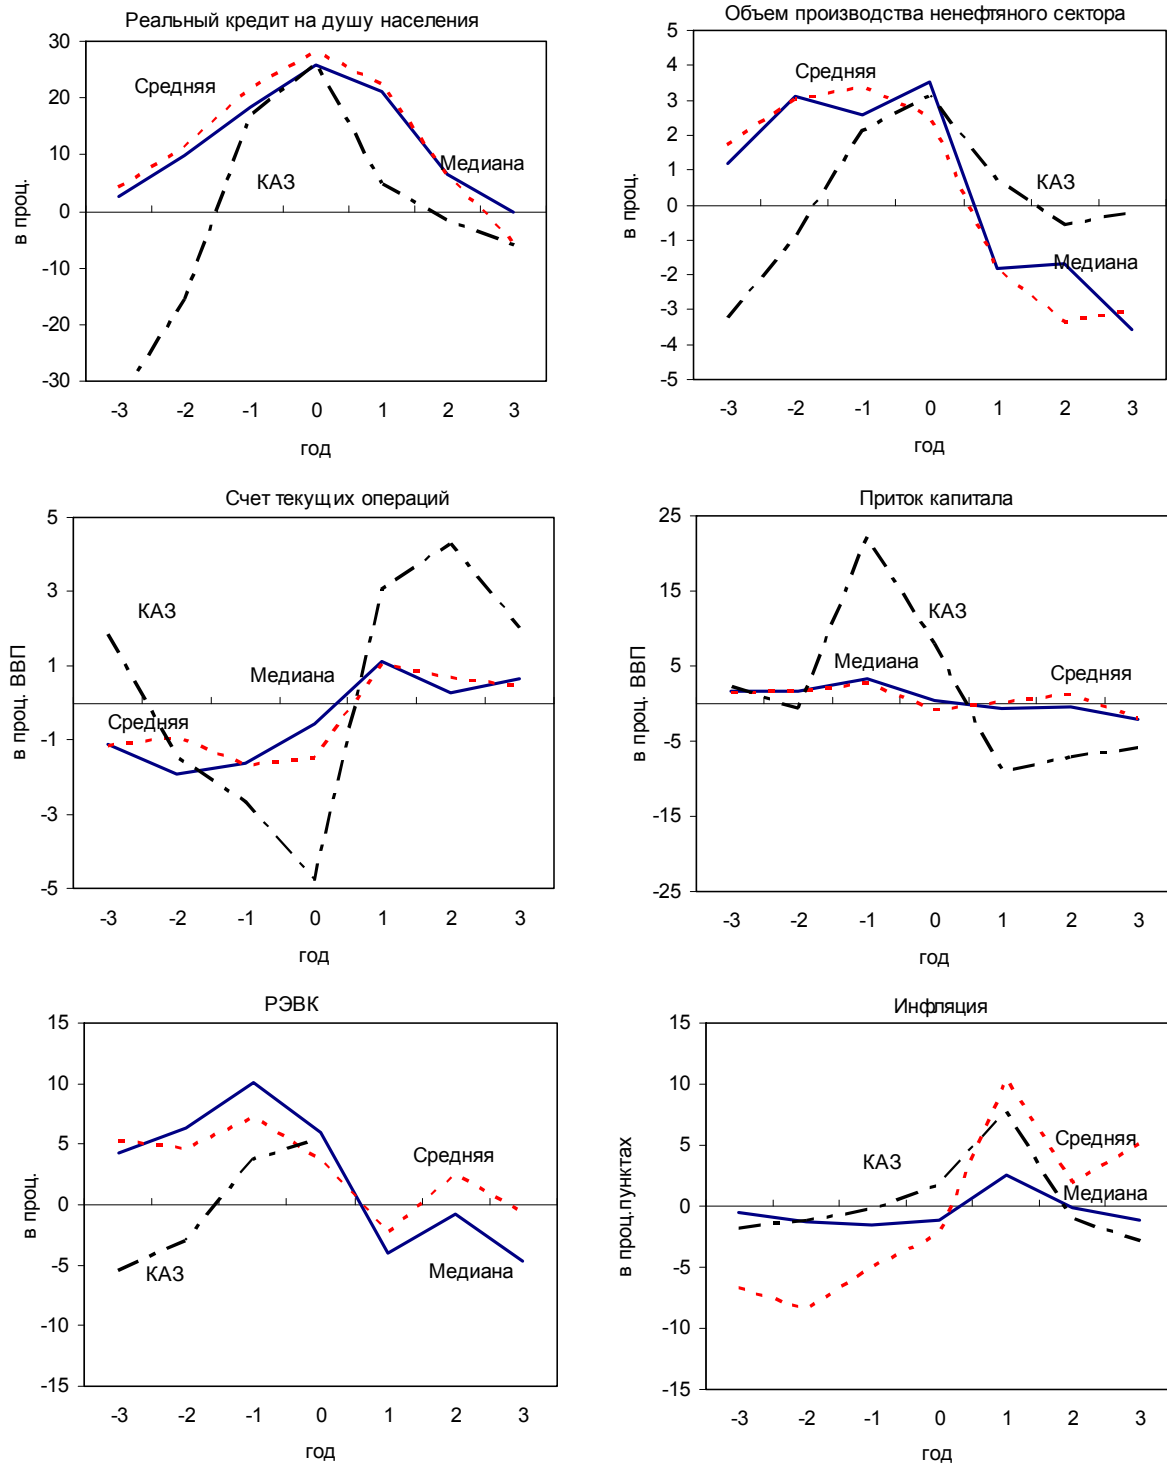 Реальный кредит на душу населения
30
20
10
0
-10
-20
-30
в проц.
Средняя
КАЗ
Медиана
-3 -2 -1 0 1 2 3
год
Объем производства ненефтяного сектора
5
4
3
2
1
0
-1
-2
-3
-4
-5
в проц.
Средняя
КАЗ
Медиана
-3 -2 -1 0 1 2 3
год
Счет текущих операций
5
3
1
-1
-3
-5
в проц. ВВП
КАЗ
Медиана
Средняя
-3 -2 -1 0 1 2 3
год
Приток капитала
25
15
5
-5
-15
-25
в проц. ВВП
КАЗ
Медиана
Средняя
-3 -2 -1 0 1 2 3
год
РЭВК
15
10
5
0
-5
-10
-15
в проц.
Средняя
КАЗ
Медиана
-3 -2 -1 0 1 2 3
год
Инфляция
15
10
5
0
-5
-10
-15
в проц.пунктах
Средняя
КАЗ
Медиана
-3 -2 -1 0 1 2 3
год